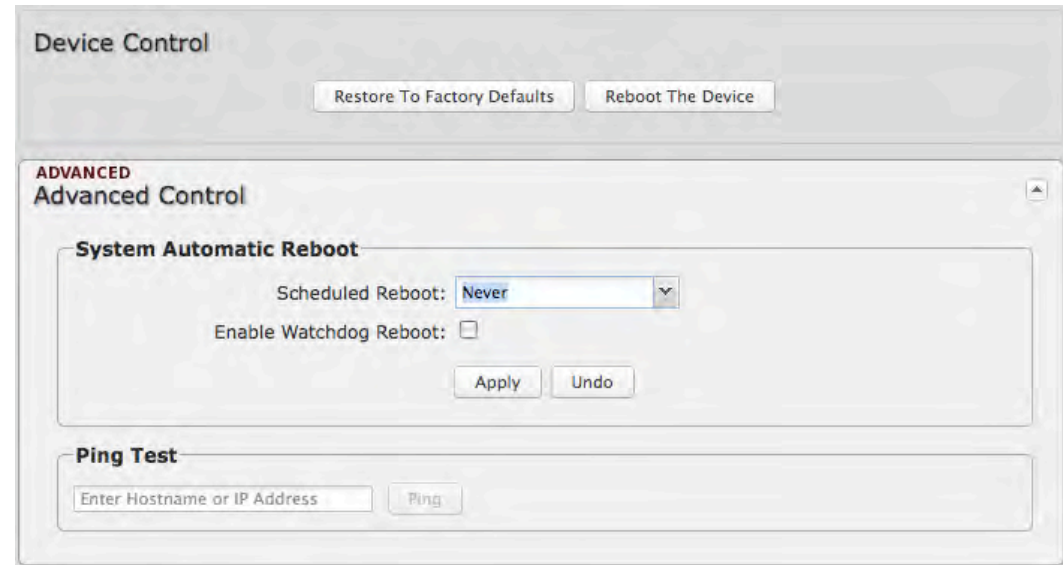 Device Control
Restore To Factory Defaults Reboot The Device
ADVANCED
Advanced Control
System Automatic Reboot
Scheduled Reboot: Never
Enable Watchdog Reboot:
Apply Undo
Ping Test
Enter Hostname or IP Address Ping